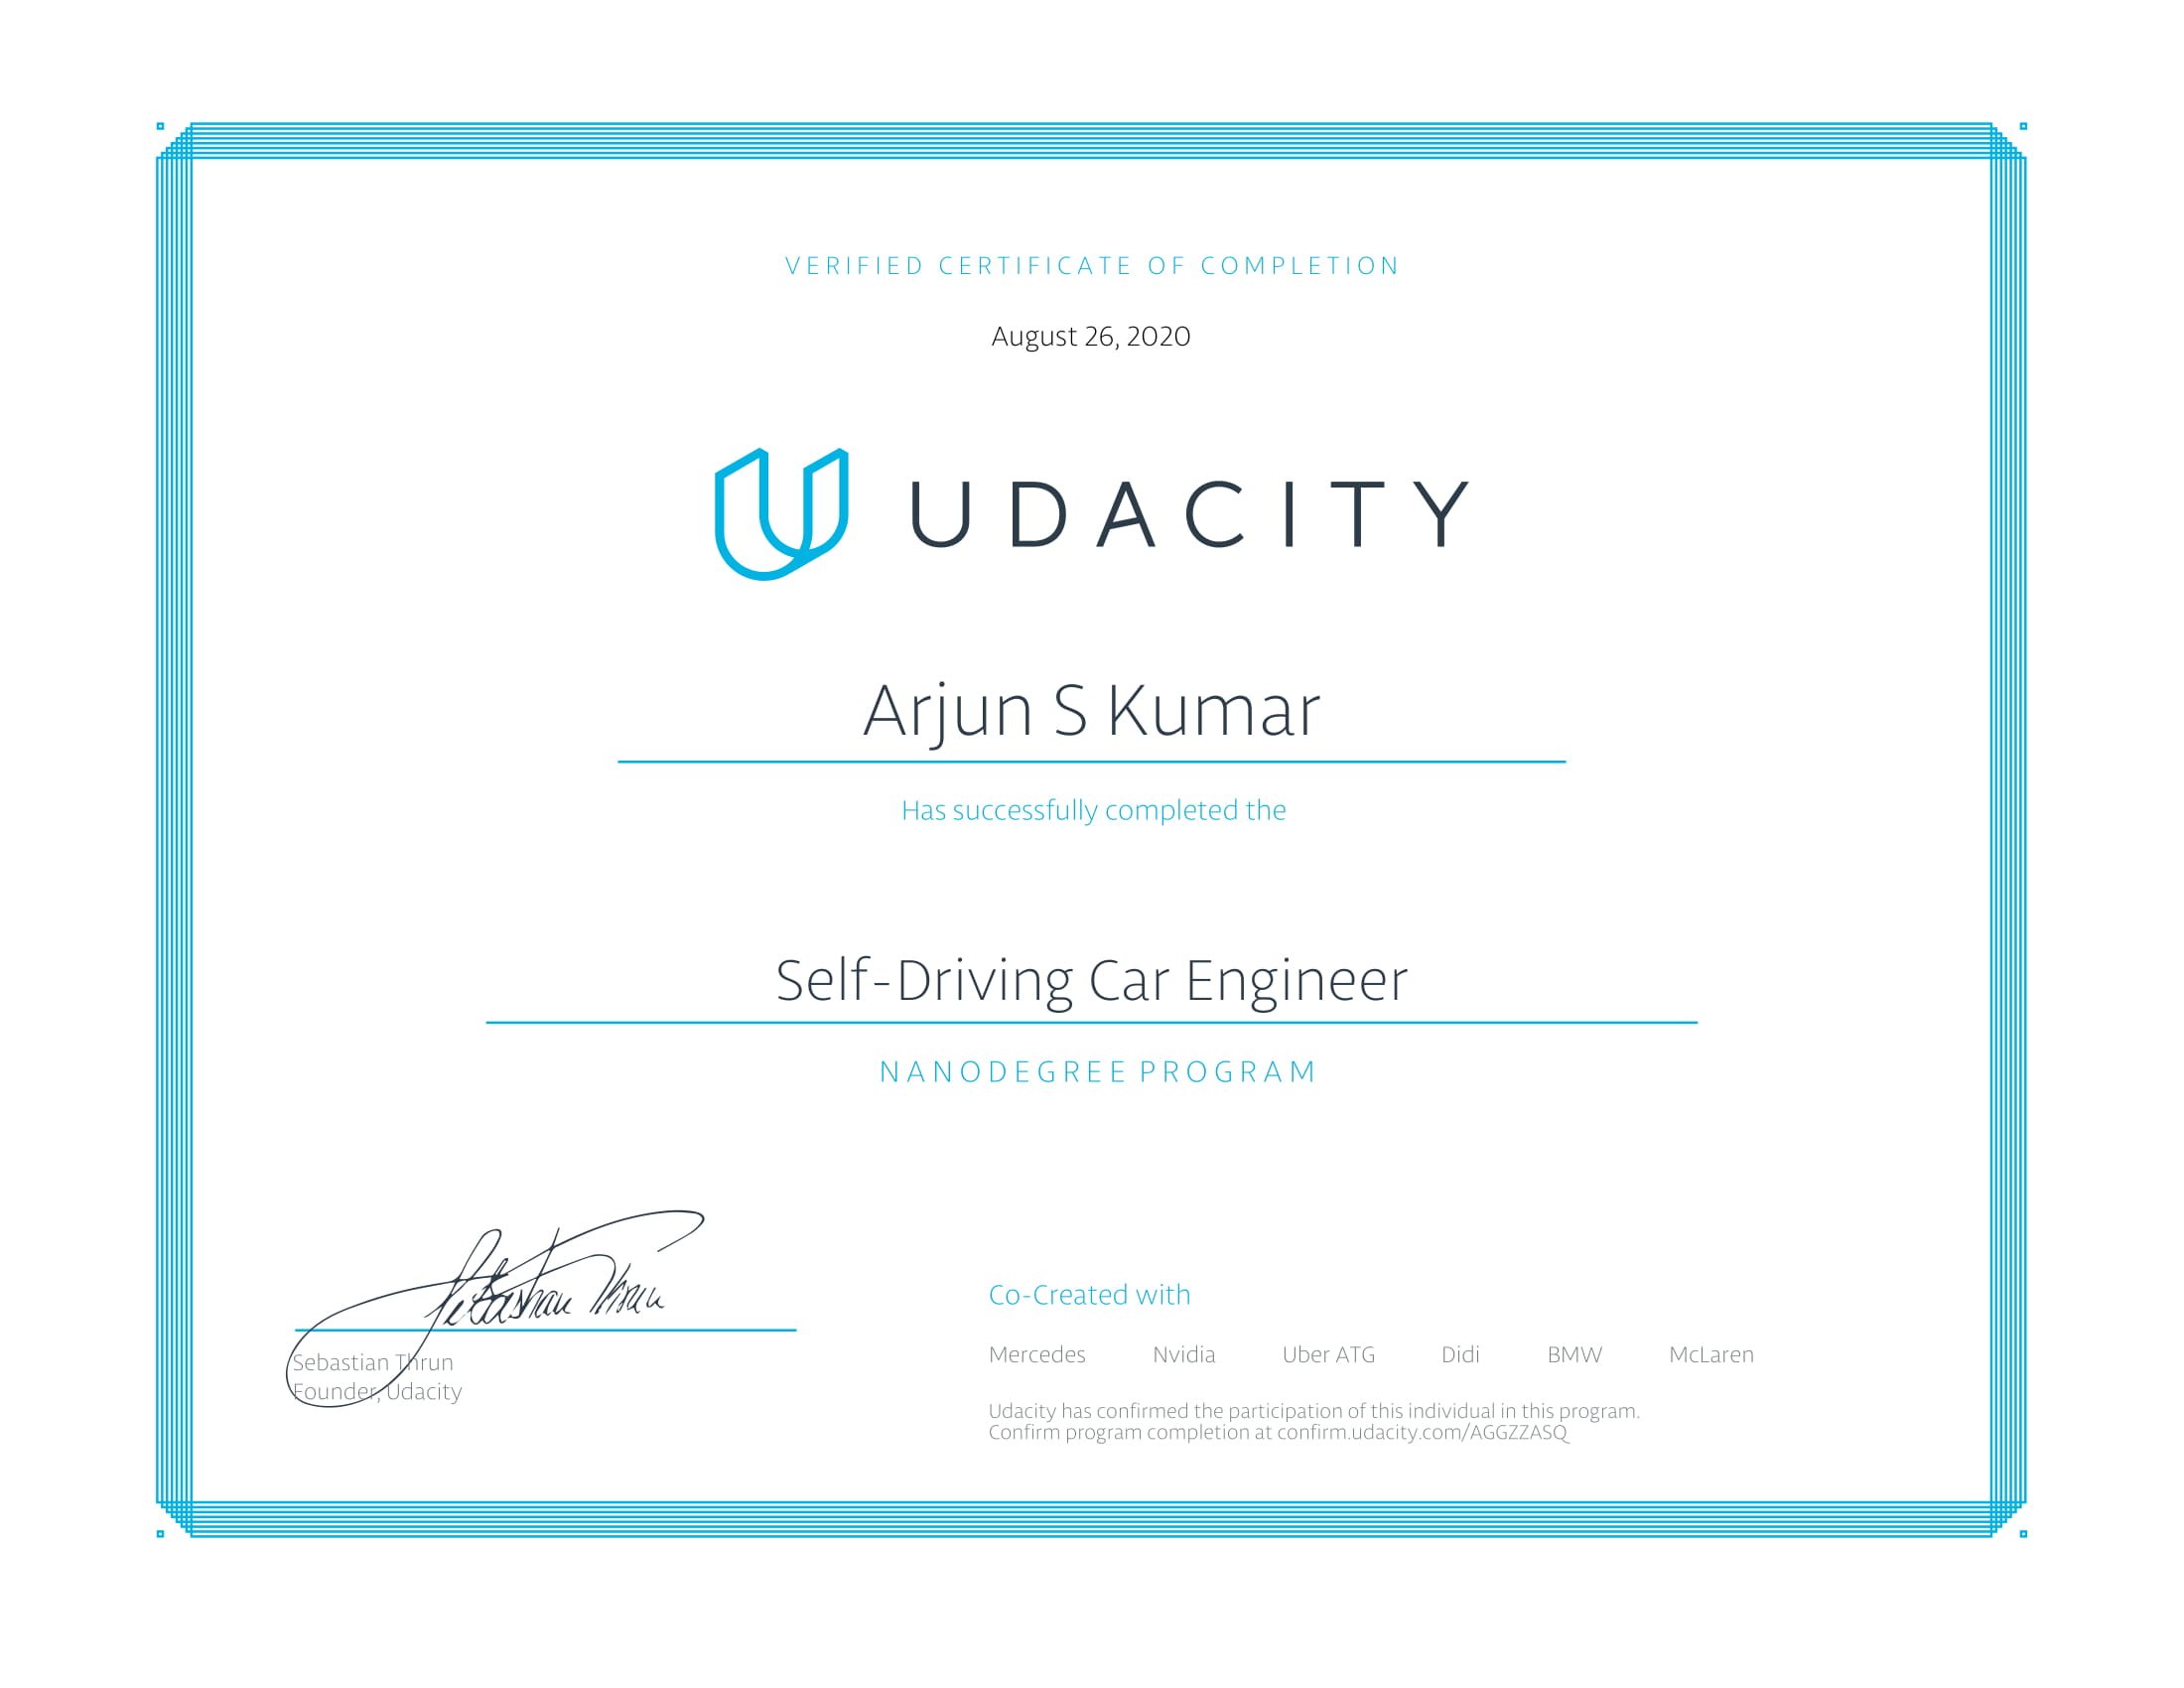 VERIFIED CERTIFICATE OF COMPLETION
August 26, 2020
UDACITY
Arjun S Kumar
Has successfully completed the
Self-Driving Car Engineer
NANODEGREE PROGRAM
Sebastian Thrun
Sebastian Thrun
Founder, Udacity
Co-Created with
Mercedes Nvidia Uber ATG Didi BMW McLaren
Udacity has confirmed the participation of this individual in this program.
Confirm program completion at confirm.udacity.com/AGGZZASQ